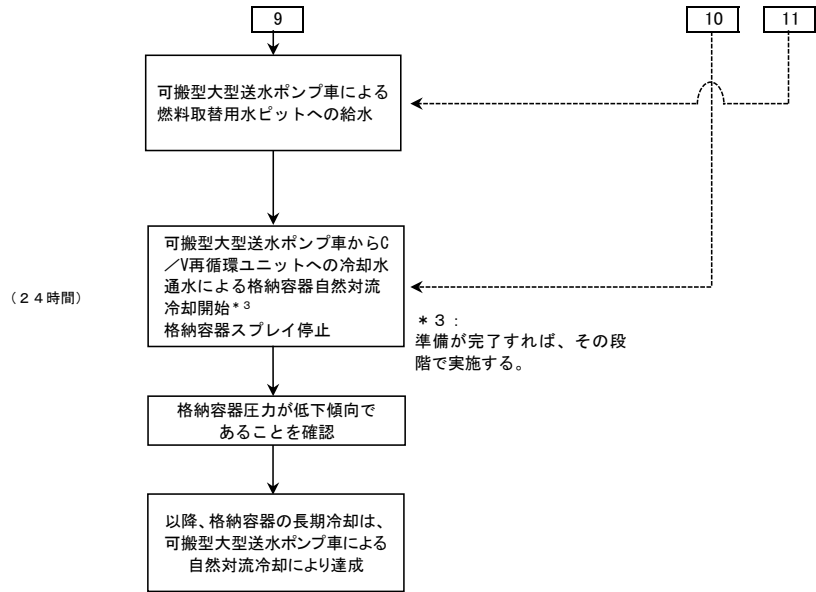 9
10
11
可搬型大型送水ポンプ車による
燃料取替用水ピットへの給水
可搬型大型送水ポンプ車からC
／V再循環ユニットへの冷却水
通水による格納容器自然対流
冷却開始＊３
格納容器スプレイ停止
（２４時間）
＊３：
準備が完了すれば、その段
階で実施する。
格納容器圧力が低下傾向で
あることを確認
以降、格納容器の長期冷却は、
可搬型大型送水ポンプ車による
自然対流冷却により達成